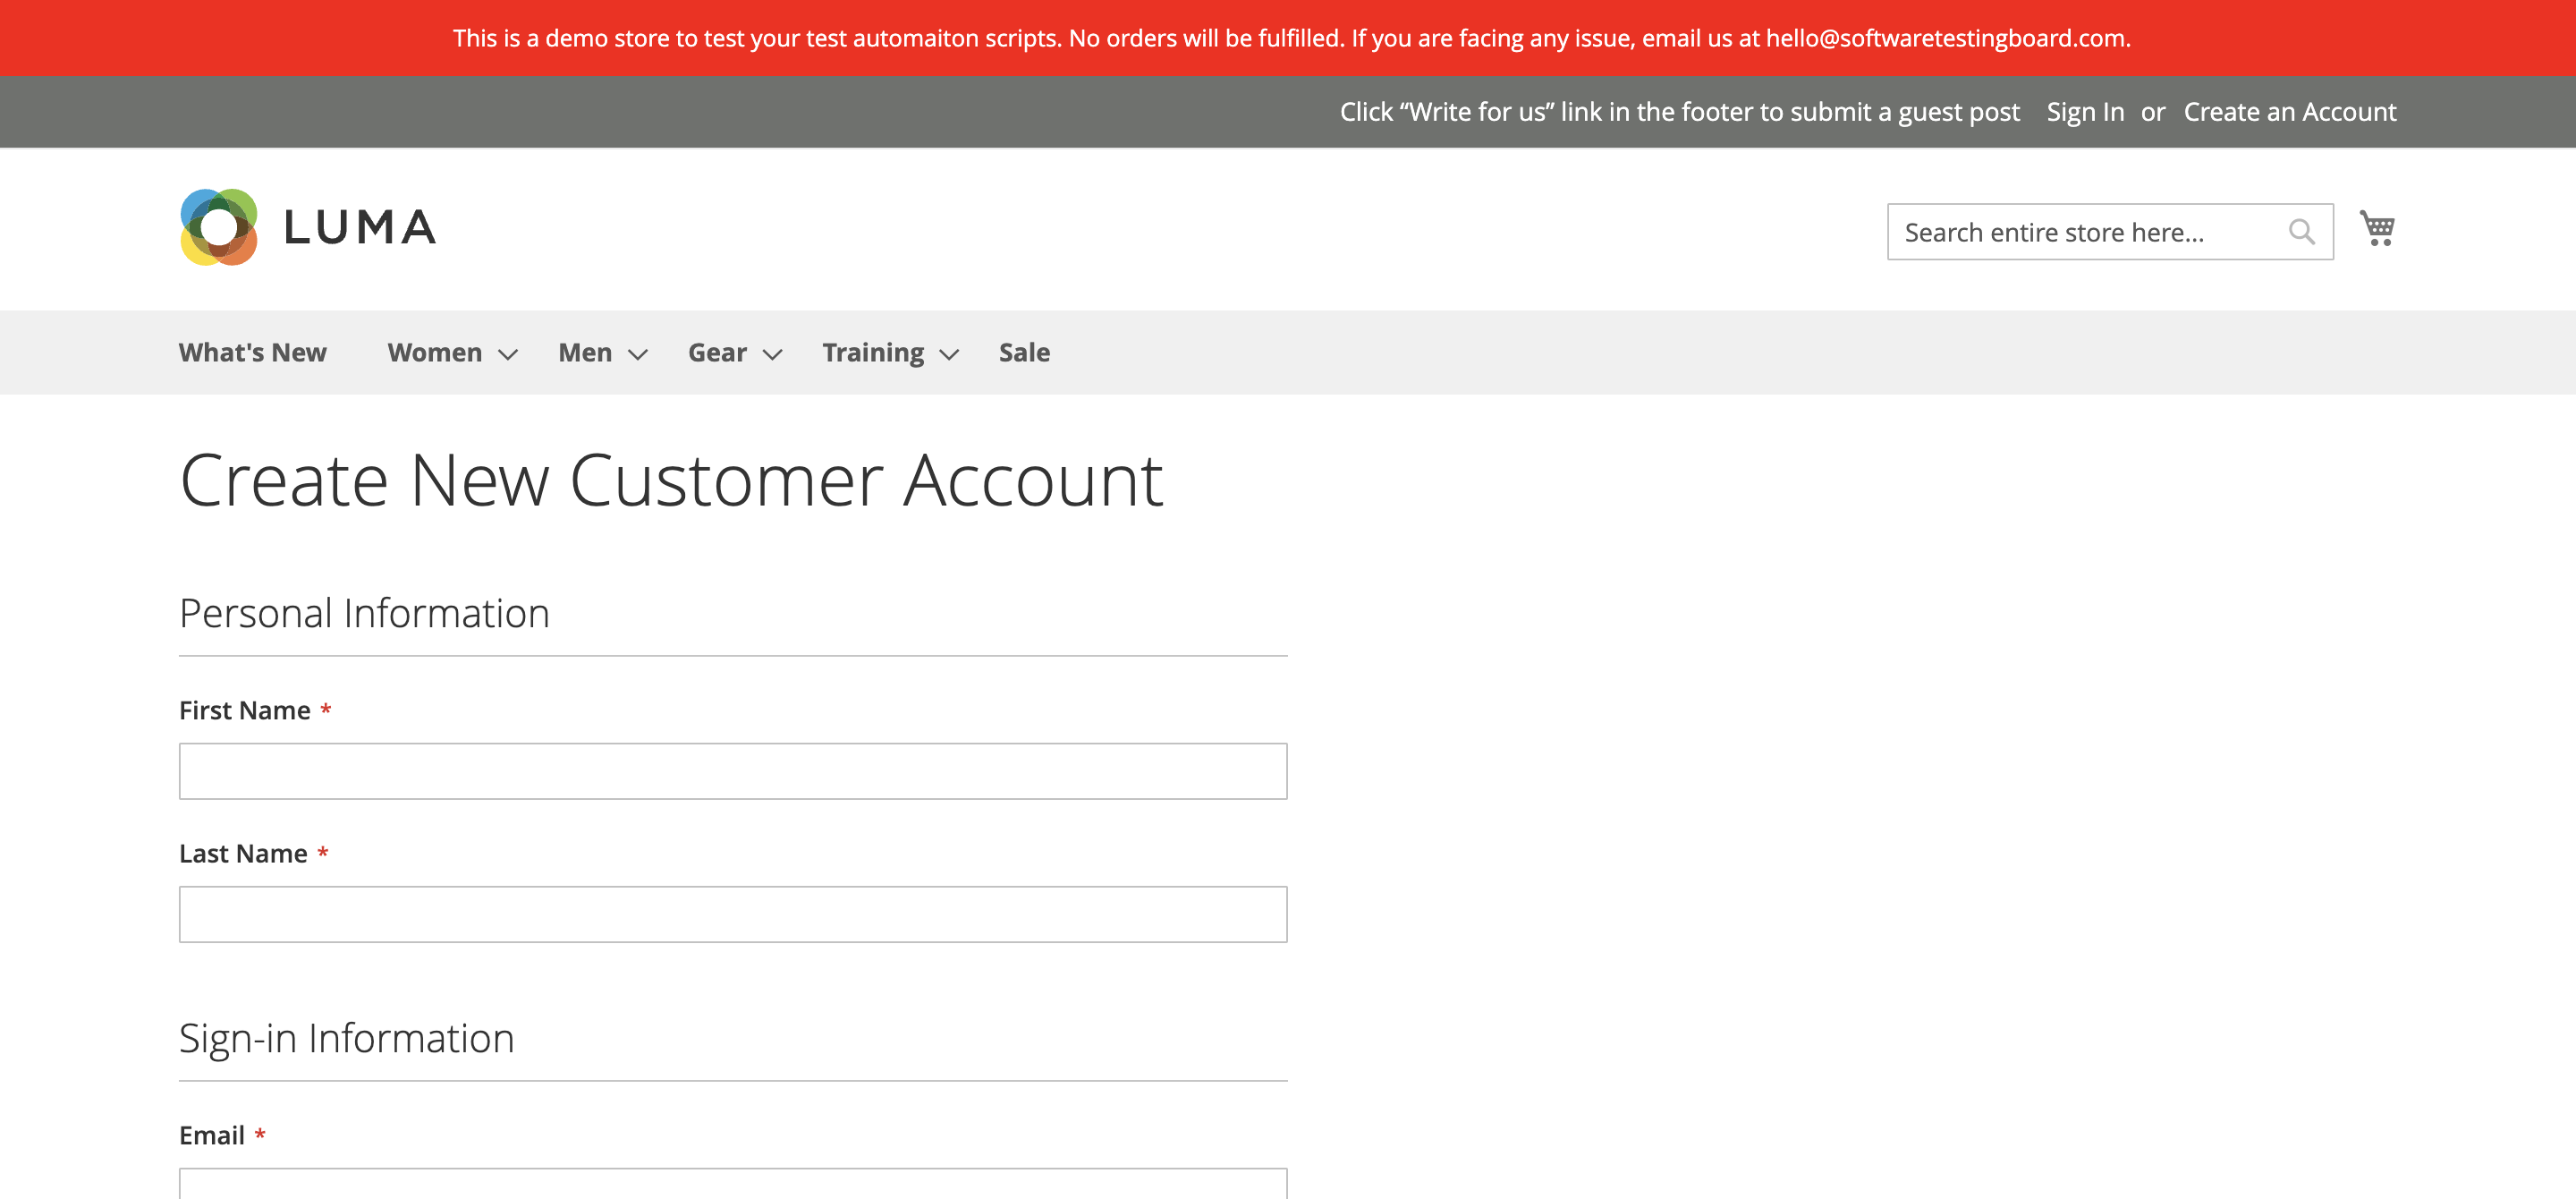 This is a demo store to test your test automaiton scripts. No orders will be fulfilled. If you are facing any issue, email us at hello@softwaretestingboard.com.
Click “Write for us” link in the footer to submit a guest post Sign In or Create an Account
LUMA
Search entire store here...
What's New Women Men Gear Training Sale
Create New Customer Account
Personal Information
First Name *
Last Name *
Sign-in Information
Email *